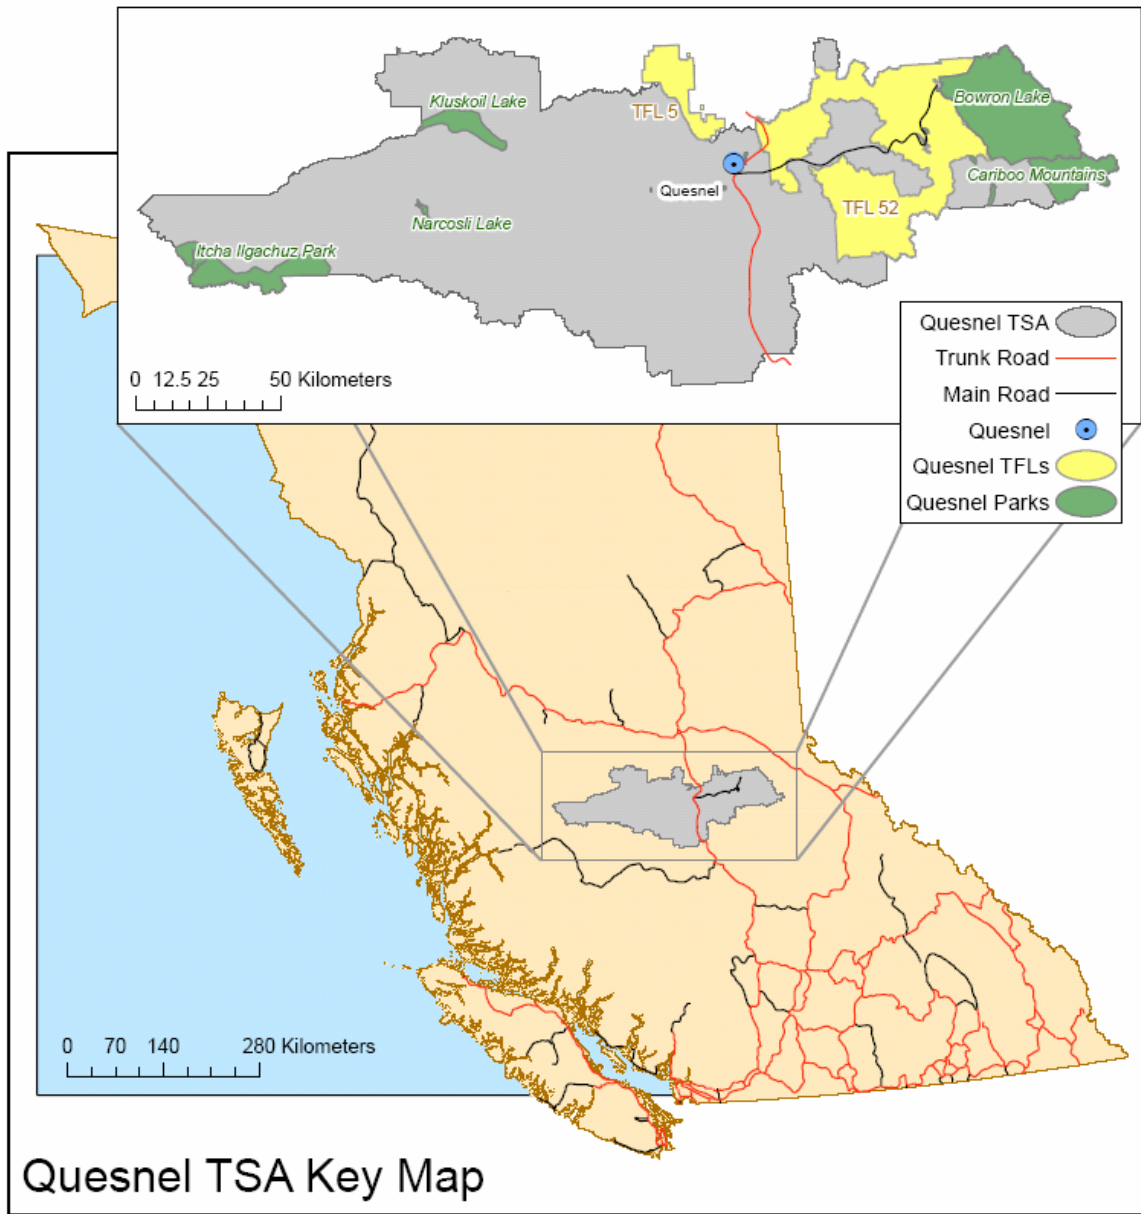 Kluskoil Lake
TFL 5
Bowron Lake
Cariboo Mountains
Quesnel
TFL 52
Narcosli Lake
Itcha Ilgachuz Park
0 12.5 25 50 Kilometers
Quesnel TSA
Trunk Road
Main Road
Quesnel
Quesnel TFLs
Quesnel Parks
0 70 140 280 Kilometers
Quesnel TSA Key Map